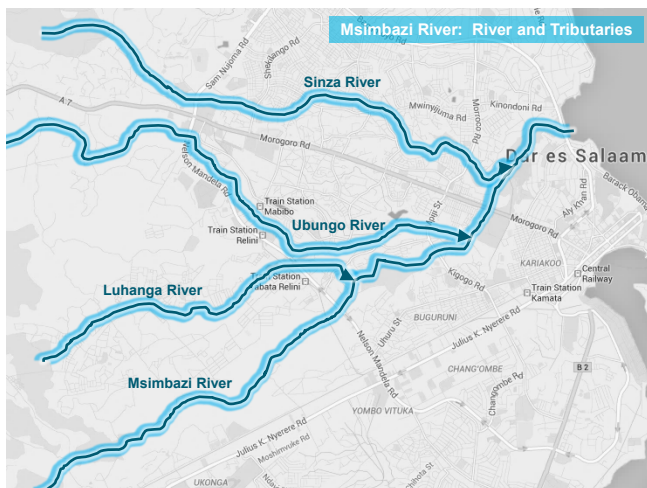 Msimbazi River: River and Tributaries
Sam Nujoma Rd
Sinza River
Kinondoni Rd
Mwinyijuma Rd
A 7
Morocco Rd
Morogoro Rd
Dar es Salaam
Nelson Mandela Rd
Barack Obama
Aly Khan Rd
Train Station
Mabibo
Morogoro Rd
Ubungo River
Train Station
Relini
KARIAKOO
Kigogo Rd
Central
Railway
Train Station
Luhanga River
Train Station
Kamata
BUGURUNI
Uhuru St
Julius K. Nyerere Rd
Nelson Mandela Rd
B 2
CHANG'OMBE
Msimbazi River
Chang'ombe Rd
YOMBO VITUKA
Julius K. Nyerere Rd
Moshimvuke Rd
UKONGA